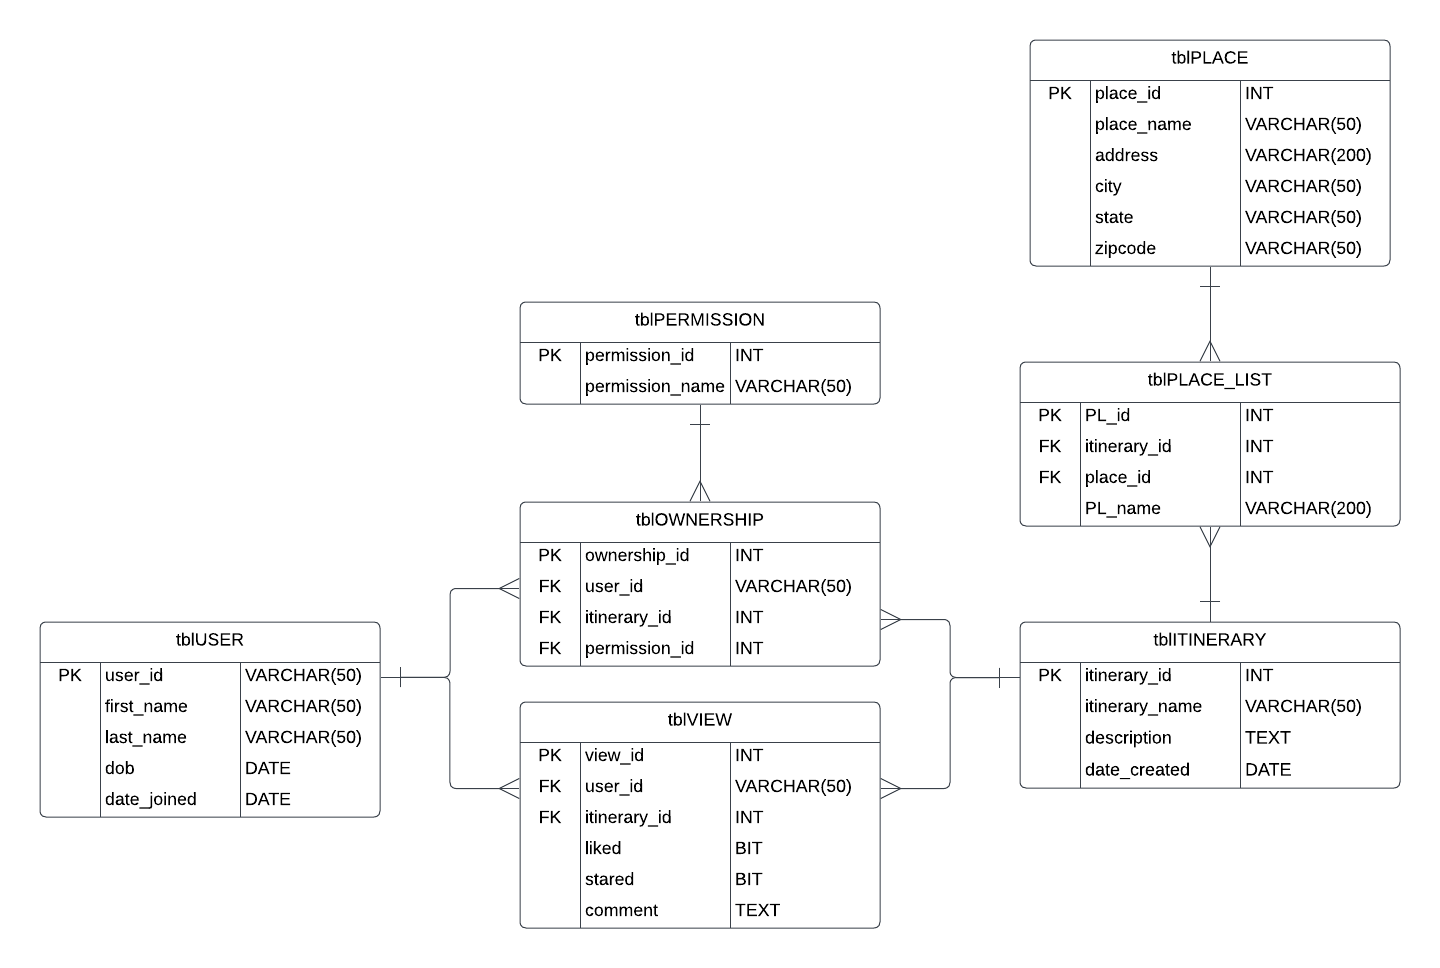 tblPLACE
PK place_id INT
place_name VARCHAR(50)
address VARCHAR(200)
city VARCHAR(50)
state VARCHAR(50)
zipcode VARCHAR(50)
tblPERMISSION
PK permission_id INT
permission_name VARCHAR(50)
tblPLACE_LIST
PK PL_id INT
FK itinerary_id INT
FK place_id INT
PL_name VARCHAR(200)
tblOWNERSHIP
PK ownership_id INT
FK user_id VARCHAR(50)
FK itinerary_id INT
FK permission_id INT
tblUSER
PK user_id VARCHAR(50)
first_name VARCHAR(50)
last_name VARCHAR(50)
dob DATE
date_joined DATE
tblVIEW
PK view_id INT
FK user_id VARCHAR(50)
FK itinerary_id INT
liked BIT
stared BIT
comment TEXT
tblITINERARY
PK itinerary_id INT
itinerary_name VARCHAR(50)
description TEXT
date_created DATE